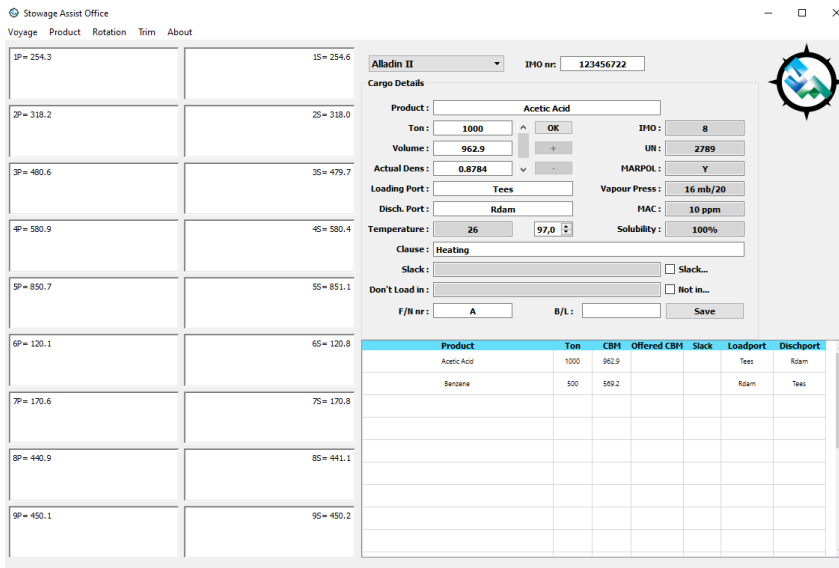 Stowage Assist Office
Voyage Product Rotation Trim About
1P= 254.3
1S= 254.6
2P= 318.2
2S= 318.0
3P= 480.6
3S= 479.7
4P= 580.9
4S= 580.4
5P= 850.7
5S= 851.1
6P= 120.1
6S= 120.8
7P= 170.6
7S= 170.8
8P= 440.9
8S= 441.1
9P= 450.1
9S= 450.2
Alladin II IMO nr: 123456722
Cargo Details
Product : Acetic Acid
Ton : 1000 OK IMO : 8
Volume : 962.9 + UN : 2789
Actual Dens : 0.8784 - MARPOL : Y
Loading Port : Tees Vapour Press : 16 mb/20
Disch. Port : Rdam MAC : 10 ppm
Temperature : 26 97,0 Solubility : 100%
Clause : Heating
Slack : Slack...
Don't Load in : Not in...
F/N nr : A B/L : Save
Product Ton CBM Offered CBM Slack Loadport Dischport
Acetic Acid 1000 962.9 Tees Rdam
Benzene 500 569.2 Rdam Tees